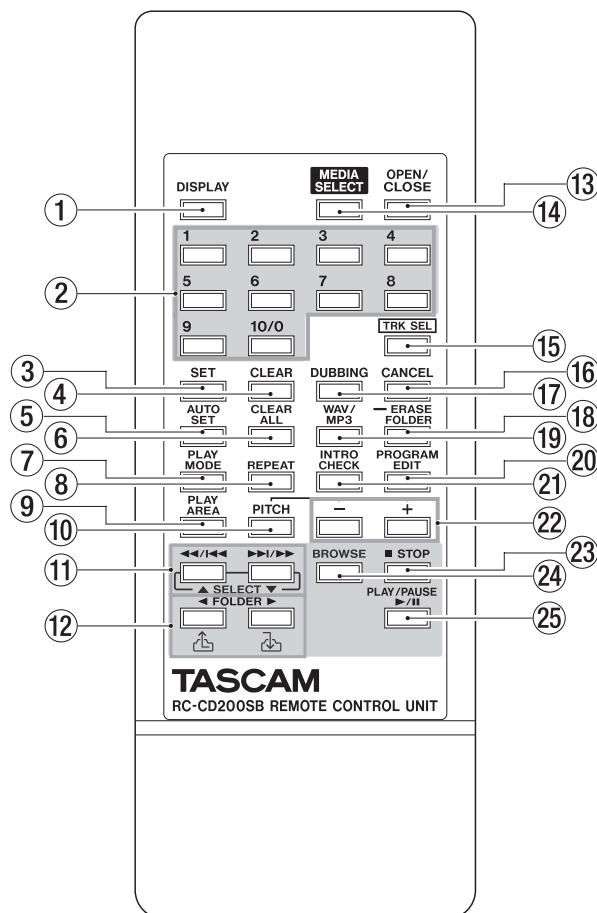 DISPLAY
MEDIA
SELECT
OPEN/
CLOSE
1
13
14
1 2 3 4
5 6 7 8
2
9 10/0 TRK SEL
15
3 SET CLEAR DUBBING CANCEL 16
4
17
5 AUTO
SET
CLEAR
ALL
WAV/
MP3
— ERASE
FOLDER
18
6
19
7 PLAY
MODE
REPEAT
INTRO
CHECK
PROGRAM
EDIT
20
8
21
9 PLAY
AREA
PITCH
− +
10
22
◀◀/I◀◀ ▶▶I/▶▶ BROWSE ■ STOP 23
11
24
▲ SELECT ▼
◀ FOLDER ▶
PLAY/PAUSE
▶/II
12
25
TASCAM
RC-CD200SB REMOTE CONTROL UNIT